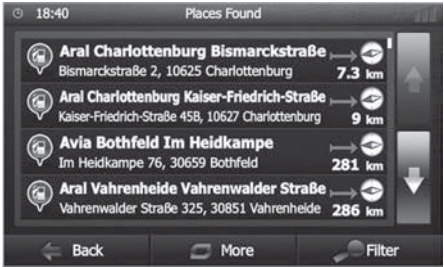 18:40 Places Found
Aral Charlottenburg Bismarckstraße
Bismarckstraße 2, 10625 Charlottenburg 7.3 km
Aral Charlottenburg Kaiser-Friedrich-Straße
Kaiser-Friedrich-Straße 45B, 10627 Charlottenburg 9 km
Avia Bothfeld Im Heidkampe
Im Heidkampe 76, 30659 Bothfeld 281 km
Aral Vahrenheide Vahrenwalder Straße
Vahrenwalder Straße 325, 30851 Vahrenheide 286 km
Back More Filter